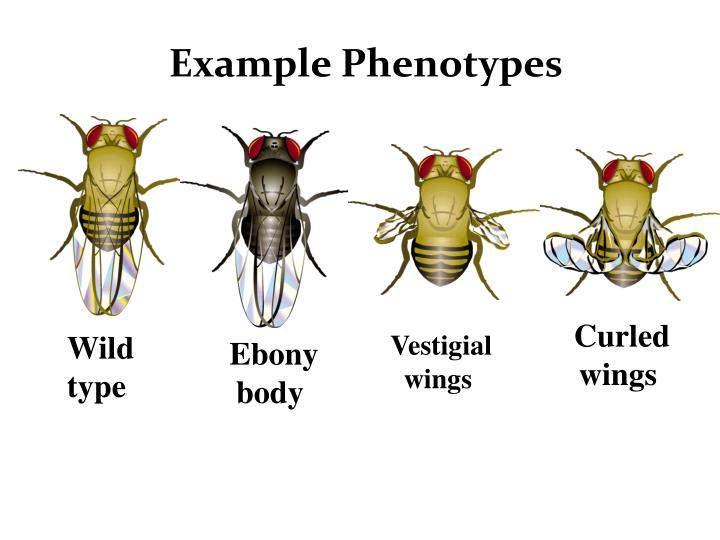 Example Phenotypes
Wild
type
Ebony
body
Vestigial
wings
Curled
wings